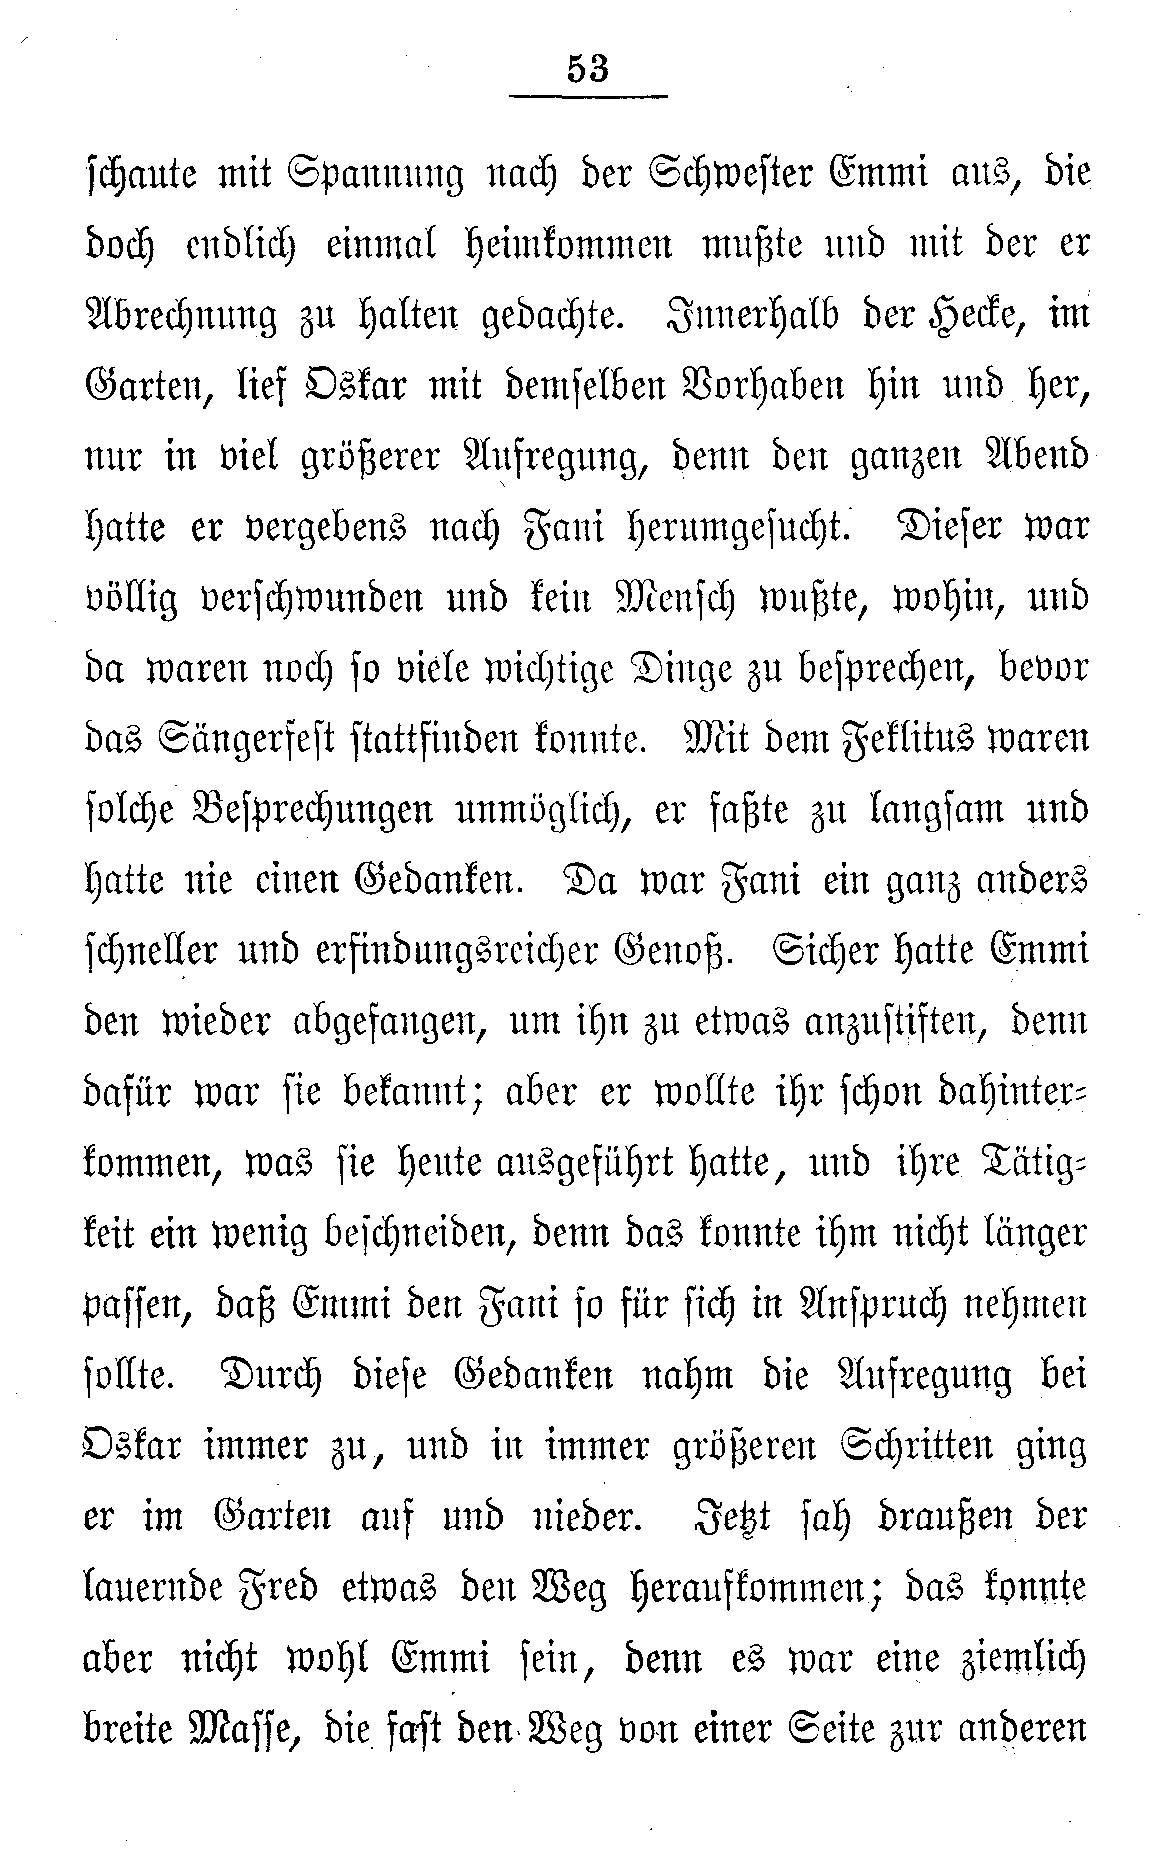 53
schaute mit Spannung nach der Schwester Emmi aus, die
doch endlich einmal heimkommen mußte und mit der er
Abrechnung zu halten gedachte. Innerhalb der Hecke, im
Garten, lief Oskar mit demselben Vorhaben hin und her,
nur in viel größerer Aufregung, denn den ganzen Abend
hatte er vergebens nach Fani herumgesucht. Dieser war
völlig verschwunden und kein Mensch wußte, wohin, und
da waren noch so viele wichtige Dinge zu besprechen, bevor
das Sängerfest stattfinden konnte. Mit dem Feklitus waren
solche Besprechungen unmöglich, er faßte zu langsam und
hatte nie einen Gedanken. Da war Fani ein ganz anders
schneller und erfindungsreicher Genoß. Sicher hatte Emmi
den wieder abgefangen, um ihn zu etwas anzustiften, denn
dafür war sie bekannt; aber er wollte ihr schon dahinter-
kommen, was sie heute ausgeführt hatte, und ihre Tätig-
keit ein wenig beschneiden, denn das konnte ihm nicht länger
passen, daß Emmi den Fani so für sich in Anspruch nehmen
sollte. Durch diese Gedanken nahm die Aufregung bei
Oskar immer zu, und in immer größeren Schritten ging
er im Garten auf und nieder. Jetzt sah draußen der
lauernde Fred etwas den Weg heraufkommen; das konnte
aber nicht wohl Emmi sein, denn es war eine ziemlich
breite Masse, die fast den Weg von einer Seite zur anderen